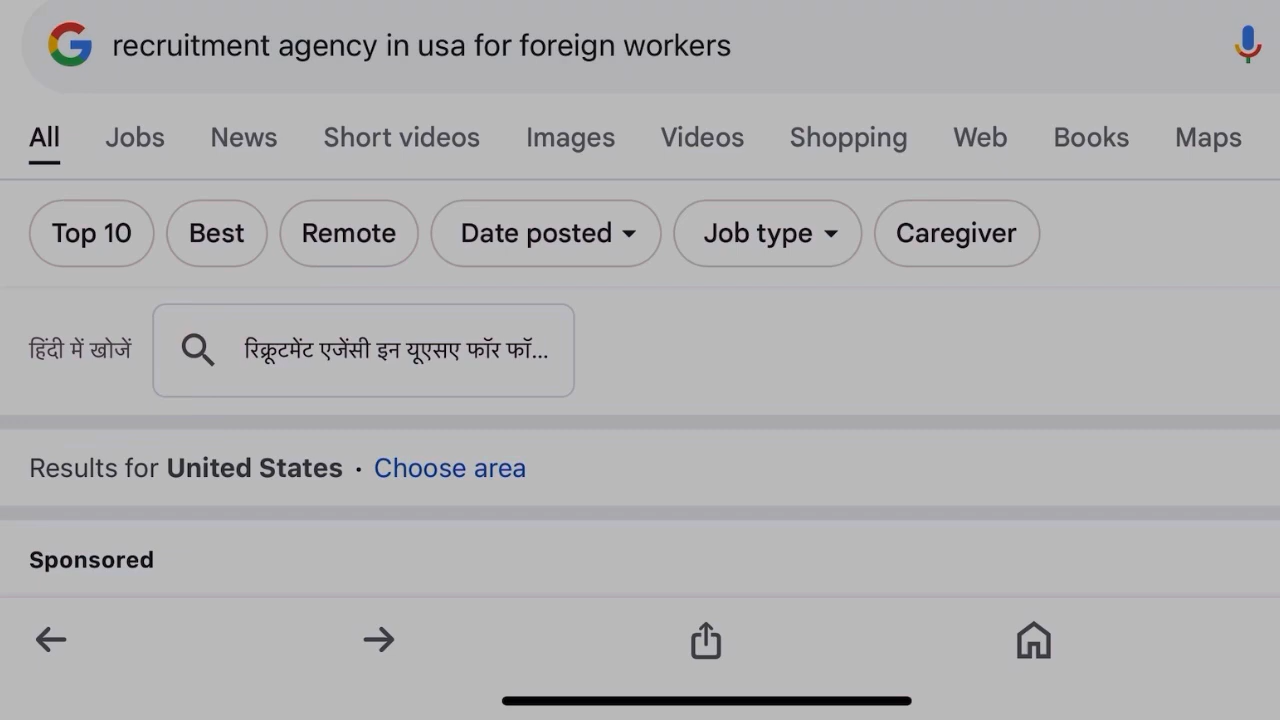 recruitment agency in usa for foreign workers
All Jobs News Short videos Images Videos Shopping Web Books Maps
Top 10 Best Remote Date posted Job type Caregiver
हिंदी में खोजें रिक्रूटमेंट एजेंसी इन यूएसए फॉर फॉ...
Results for United States · Choose area
Sponsored